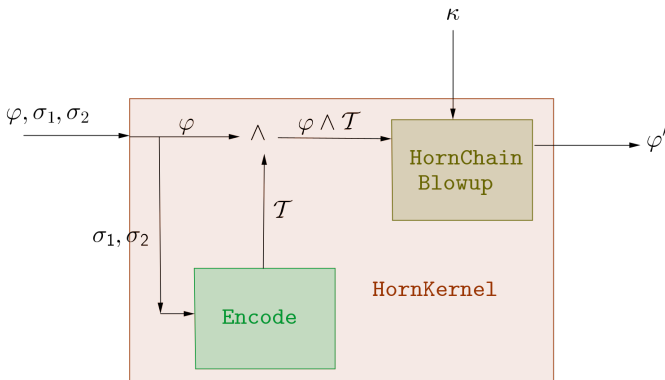 κ
φ, σ₁, σ₂
φ
∧
φ ∧ 𝒯
HornChain
Blowup
φ′
𝒯
σ₁, σ₂
HornKernel
Encode